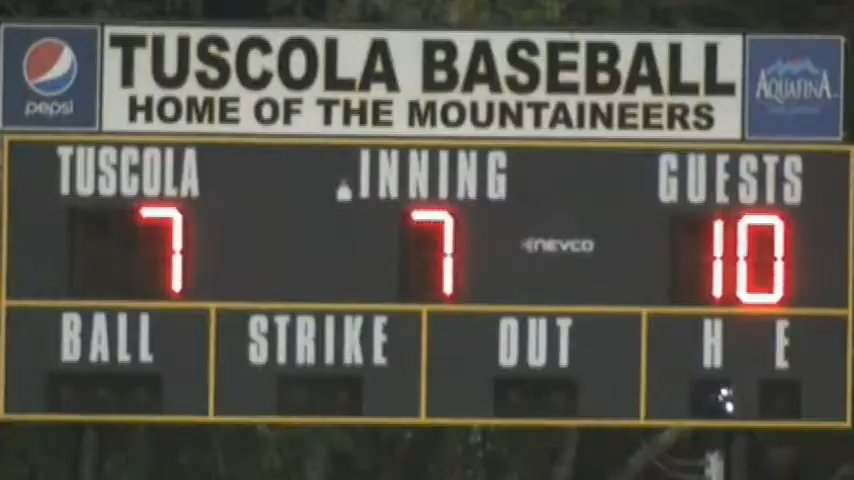 pepsi
TUSCOLA BASEBALL
HOME OF THE MOUNTAINEERS
AQUAFINA
TUSCOLA INNING GUESTS
7 7 10
NEVCO
BALL STRIKE OUT H E